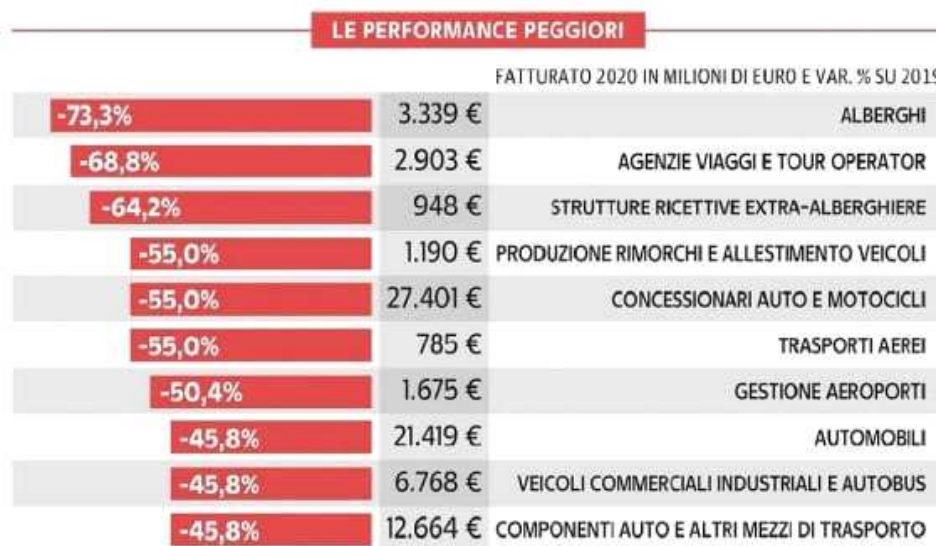 LE PERFORMANCE PEGGIORI
FATTURATO 2020 IN MILIONI DI EURO E VAR. % SU 2019
-73,3% 3.339 € ALBERGHI
-68,8% 2.903 € AGENZIE VIAGGI E TOUR OPERATOR
-64,2% 948 € STRUTTURE RICETTIVE EXTRA-ALBERGHIERE
-55,0% 1.190 € PRODUZIONE RIMORCHI E ALLESTIMENTO VEICOLI
-55,0% 27.401 € CONCESSIONARI AUTO E MOTOCICLI
-55,0% 785 € TRASPORTI AEREI
-50,4% 1.675 € GESTIONE AEROPORTI
-45,8% 21.419 € AUTOMOBILI
-45,8% 6.768 € VEICOLI COMMERCIALI INDUSTRIALI E AUTOBUS
-45,8% 12.664 € COMPONENTI AUTO E ALTRI MEZZI DI TRASPORTO